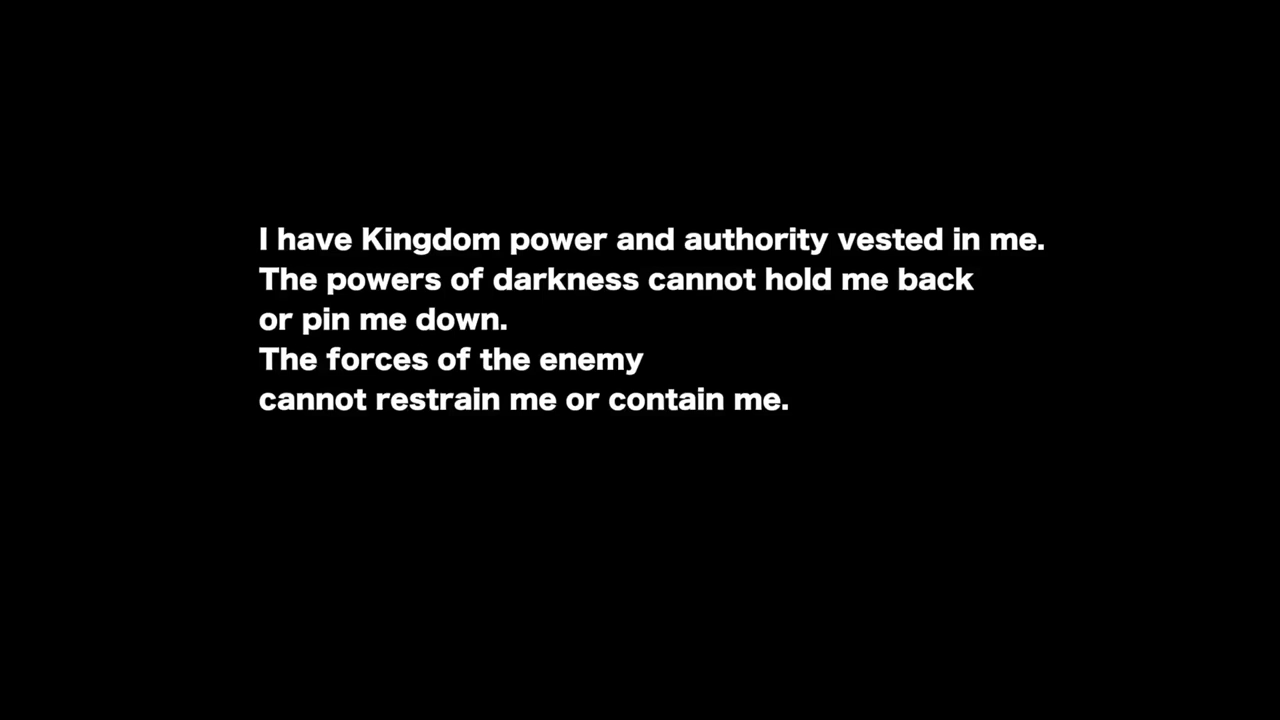 I have Kingdom power and authority vested in me.
The powers of darkness cannot hold me back
or pin me down.
The forces of the enemy
cannot restrain me or contain me.